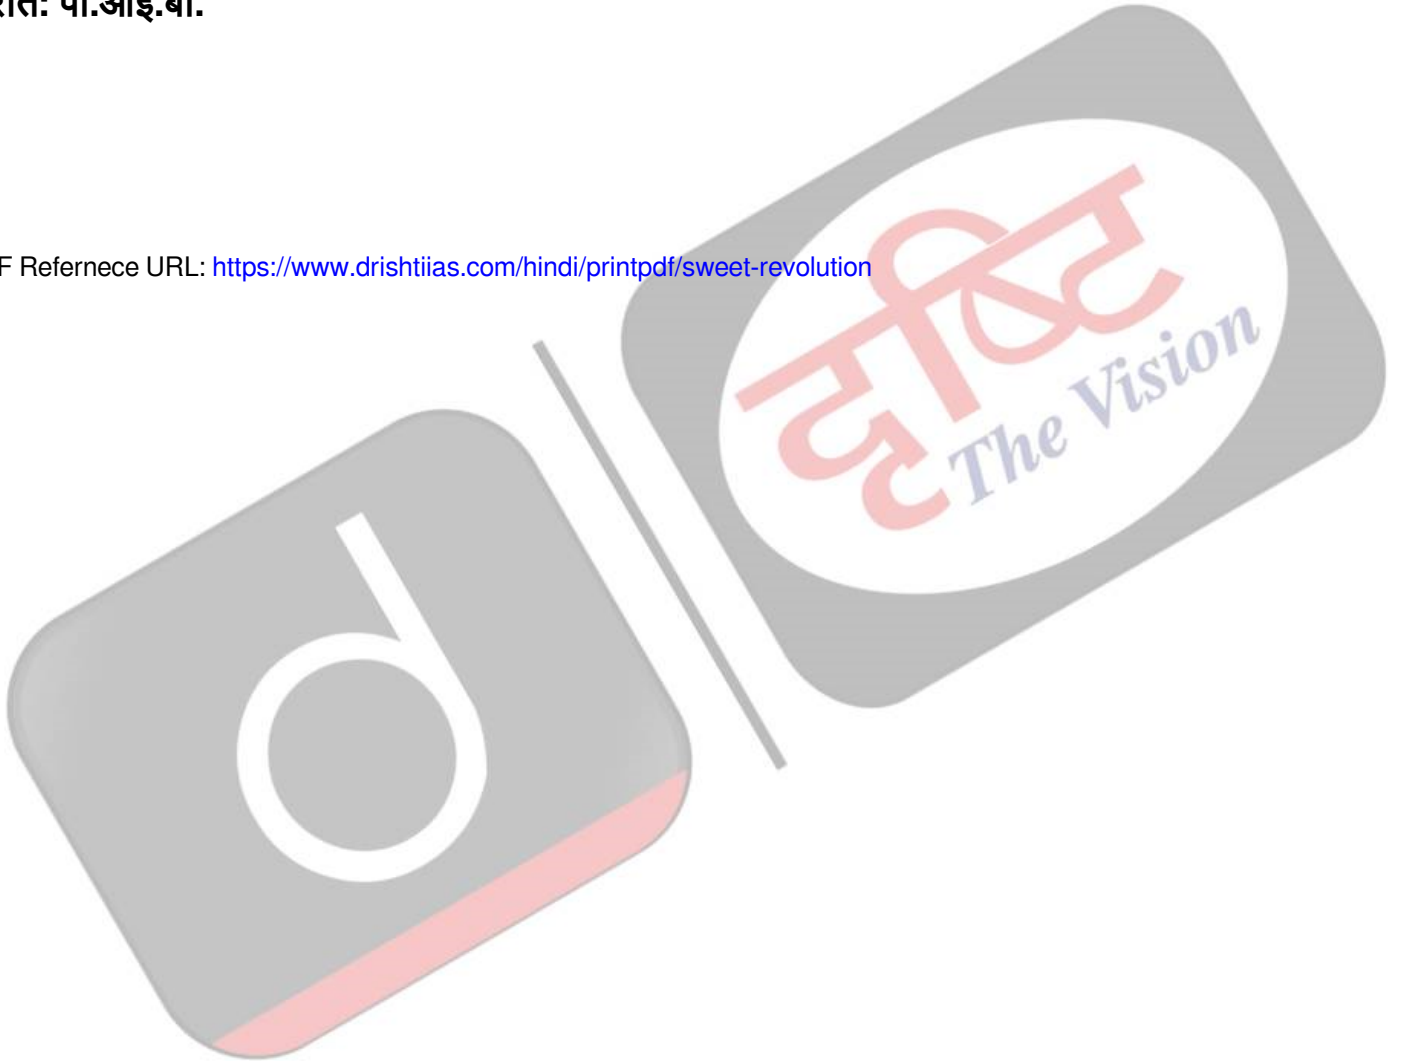 पी.आई.बी.
F Refernece URL: https://www.drishtiias.com/hindi/printpdf/sweet-revolution
दृष्टि
The Vision
d